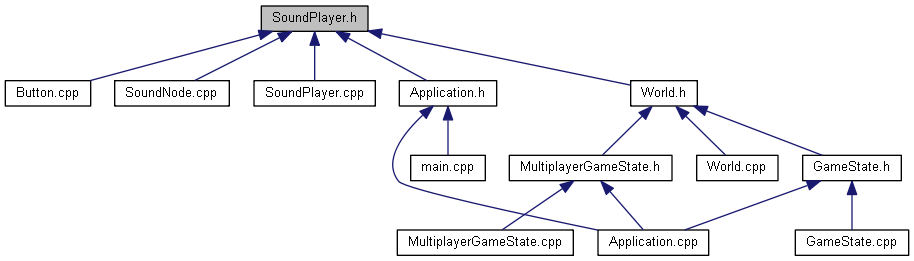 SoundPlayer.h
Button.cpp
SoundNode.cpp
SoundPlayer.cpp
Application.h
World.h
main.cpp
MultiplayerGameState.h
World.cpp
GameState.h
MultiplayerGameState.cpp
Application.cpp
GameState.cpp